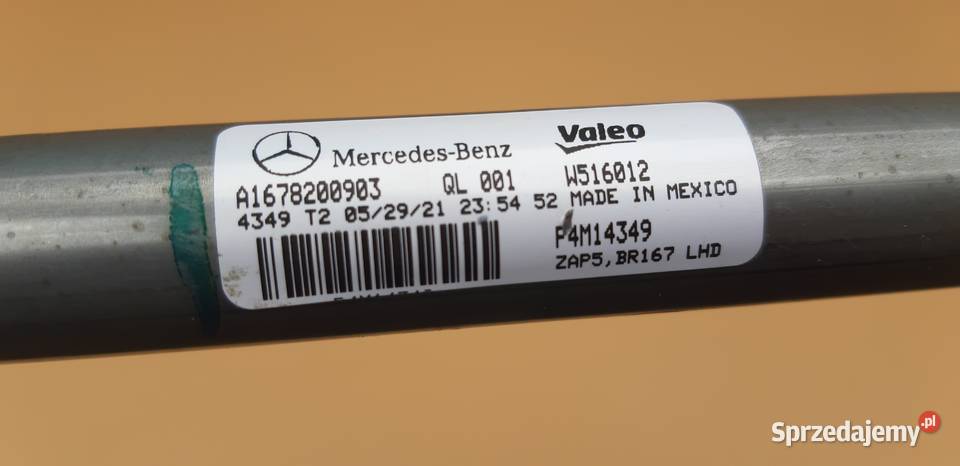 Mercedes-Benz
Valeo
A1678200903 QL 001 W516012
4349 T2 05/29/21 23:54 52 MADE IN MEXICO
P4M14349
ZAP5,BR167 LHD
Sprzedajemy.pl